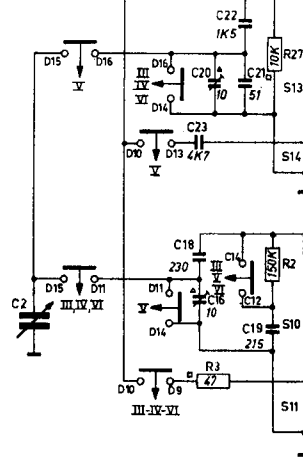 C22
1K5
R27
10K
D15
D16
V
D16
III
IV
VI
D14
C20
10
C21
51
S13
C23
D10
D13
4K7
V
S14
C18
230
C14
III
IV
V
VI
C12
R2
150K
D15
D11
III,IV,VI
D11
V
D14
C16
10
C2
C19
215
S10
R3
D10
D9
47
III-IV-VI
S11